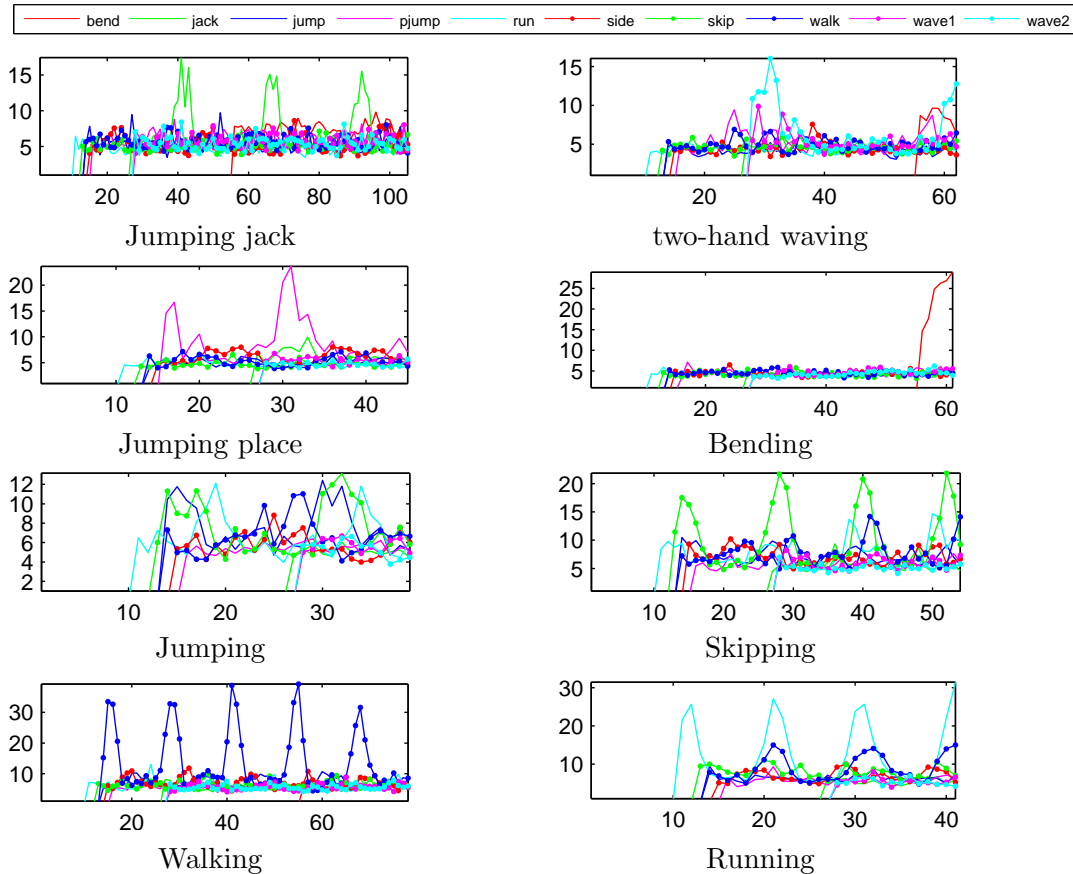 bend jack jump pjump run side skip walk wave1 wave2
15
10
5
20 40 60 80 100
Jumping jack
15
10
5
20 40 60
two-hand waving
20
15
10
5
10 20 30 40
Jumping place
25
20
15
10
5
20 40 60
Bending
12
10
8
6
4
2
10 20 30
Jumping
20
15
10
5
10 20 30 40 50
Skipping
30
20
10
20 40 60
Walking
30
20
10
10 20 30 40
Running